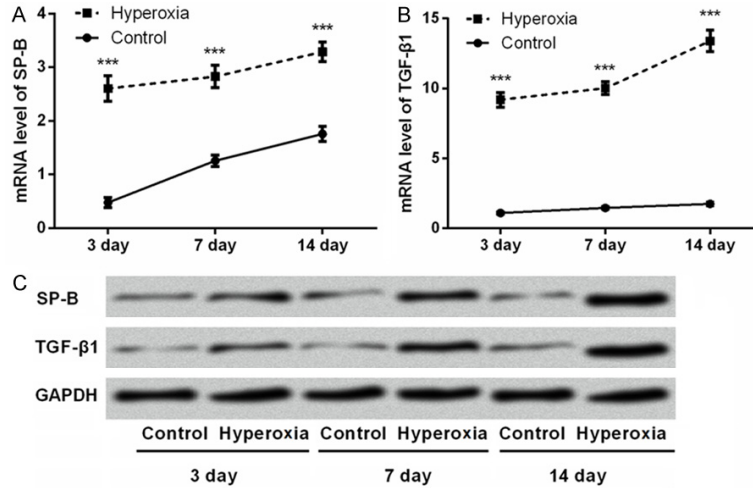 A
mRNA level of SP-B
4
3
2
1
0
Hyperoxia
Control
***
***
***
3 day
7 day
14 day
B
mRNA level of TGF-β1
15
10
5
0
Hyperoxia
Control
***
***
***
3 day
7 day
14 day
C
SP-B
TGF-β1
GAPDH
Control Hyperoxia Control Hyperoxia Control Hyperoxia
3 day 7 day 14 day